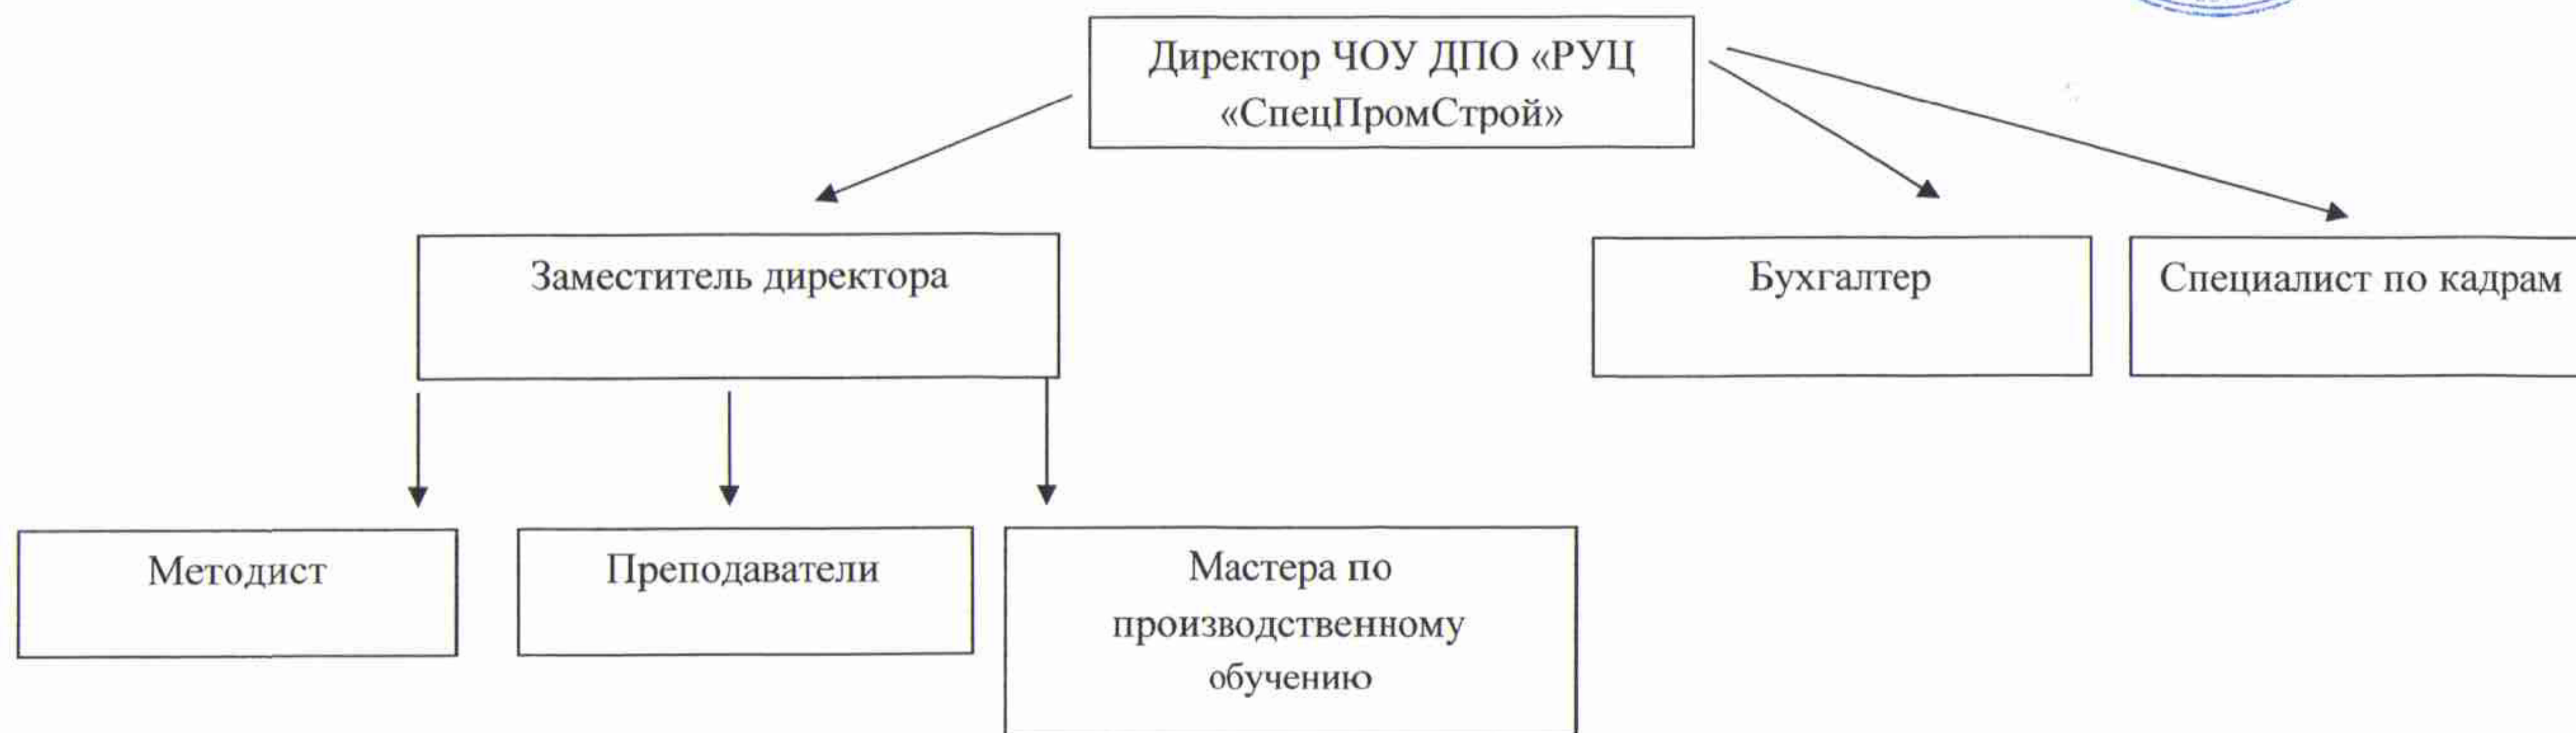 Директор ЧОУ ДПО «РУЦ
«СпецПромСтрой»
Заместитель директора
Бухгалтер
Специалист по кадрам
Методист
Преподаватели
Мастера по
производственному
обучению